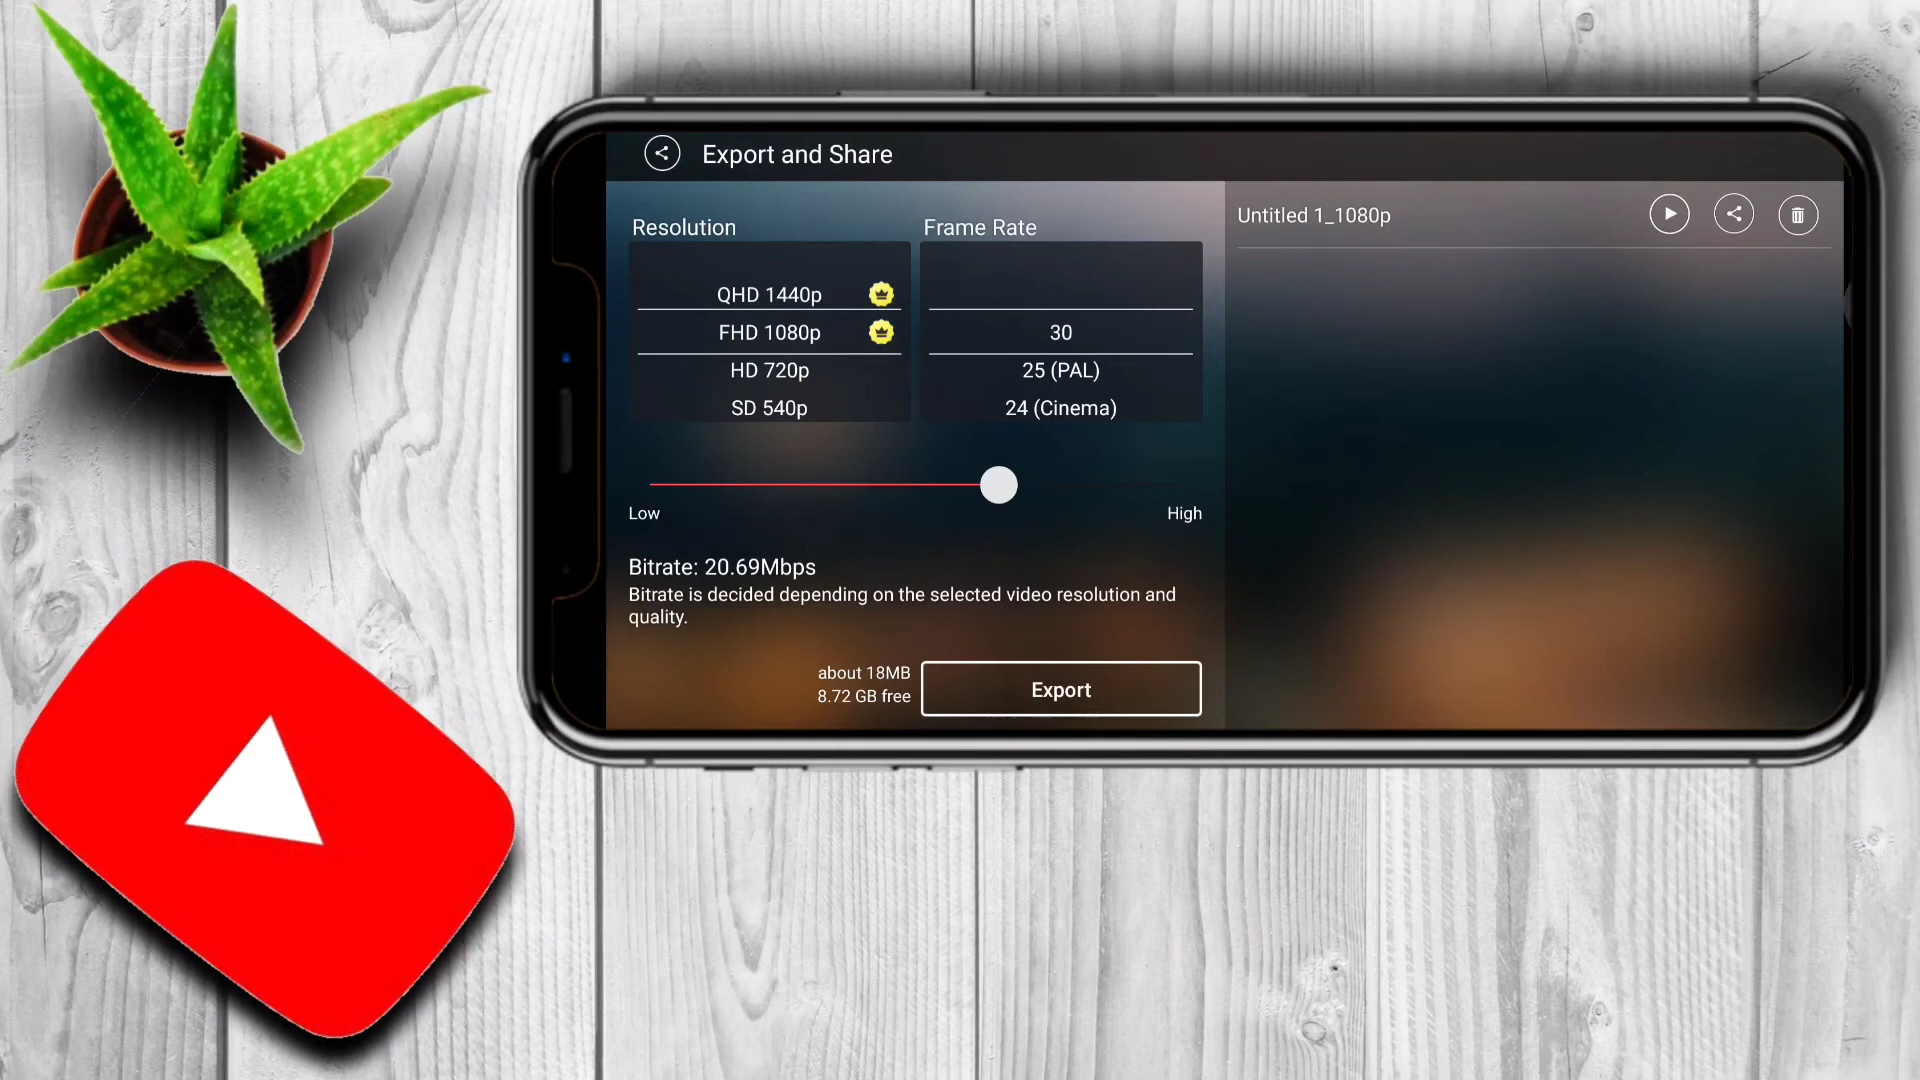 Export and Share
Resolution
Frame Rate
Untitled 1_1080p
QHD 1440p
FHD 1080p
30
HD 720p
25 (PAL)
SD 540p
24 (Cinema)
Low
High
Bitrate: 20.69Mbps
Bitrate is decided depending on the selected video resolution and
quality.
about 18MB
8.72 GB free
Export